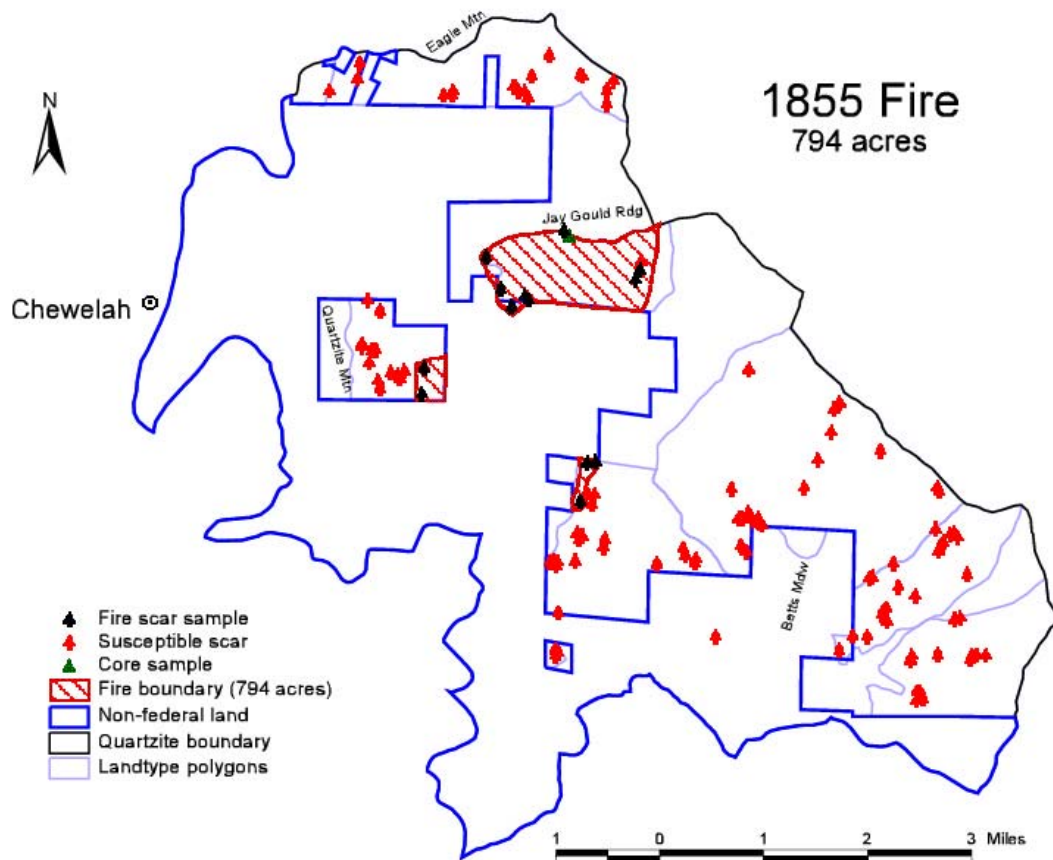 Eagle Mtn
N
1855 Fire
794 acres
Jay Gould Rdg
Chewelah
Quartzite Mtn
Betts Mdw
Fire scar sample
Susceptible scar
Core sample
Fire boundary (794 acres)
Non-federal land
Quartzite boundary
Landtype polygons
1 0 1 2 3 Miles